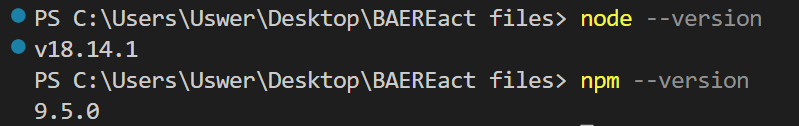 PS C:\Users\Uswer\Desktop\BAEREact files> node --version
v18.14.1
PS C:\Users\Uswer\Desktop\BAEREact files> npm --version
9.5.0